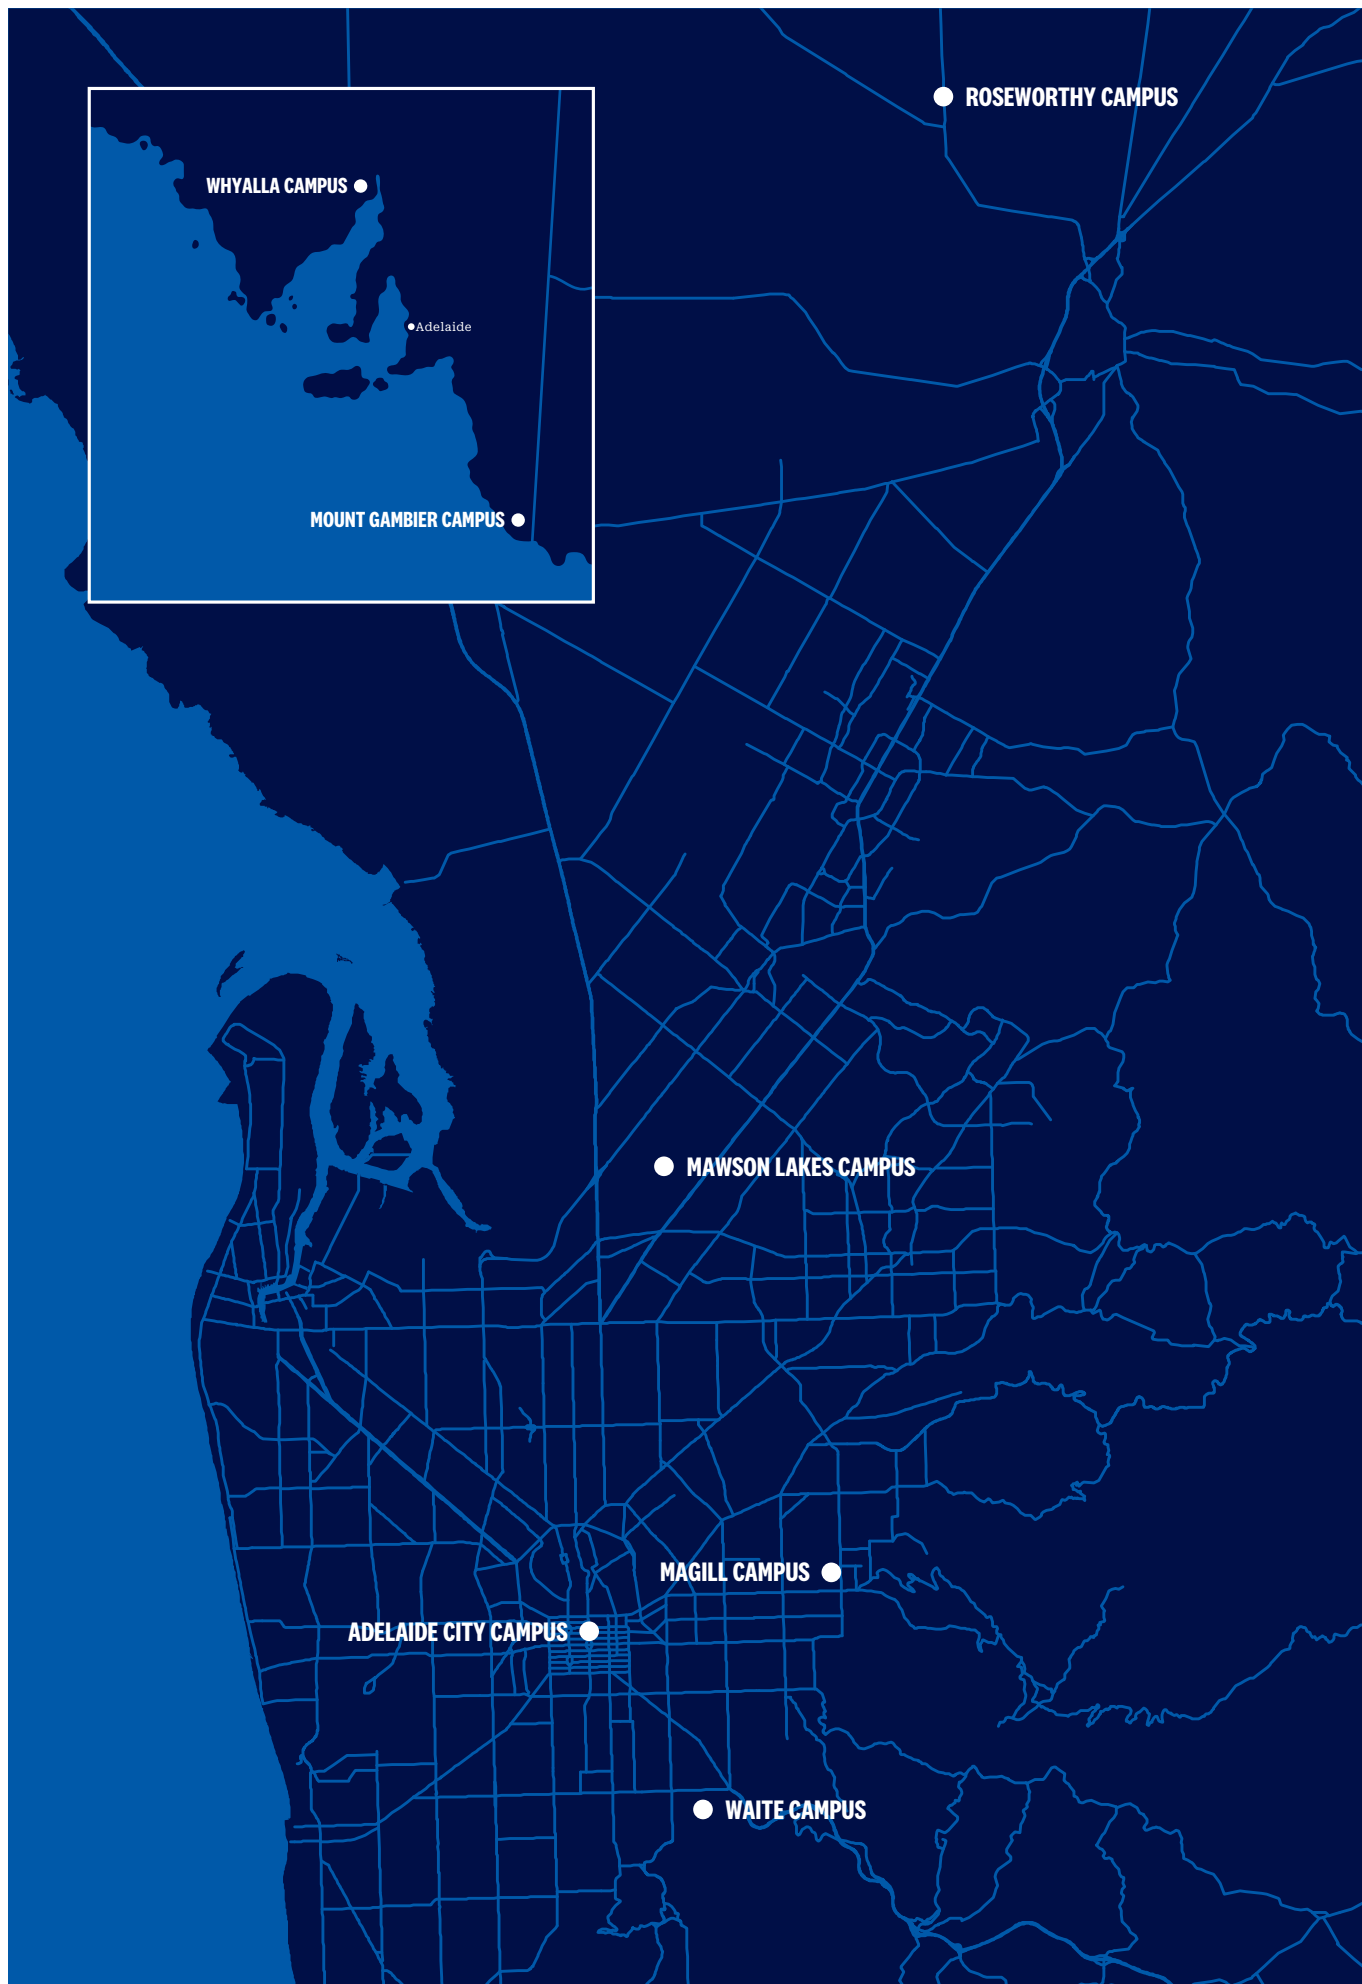 ROSEWORTHY CAMPUS
WHYALLA CAMPUS
Adelaide
MOUNT GAMBIER CAMPUS
MAWSON LAKES CAMPUS
MAGILL CAMPUS
ADELAIDE CITY CAMPUS
WAITE CAMPUS